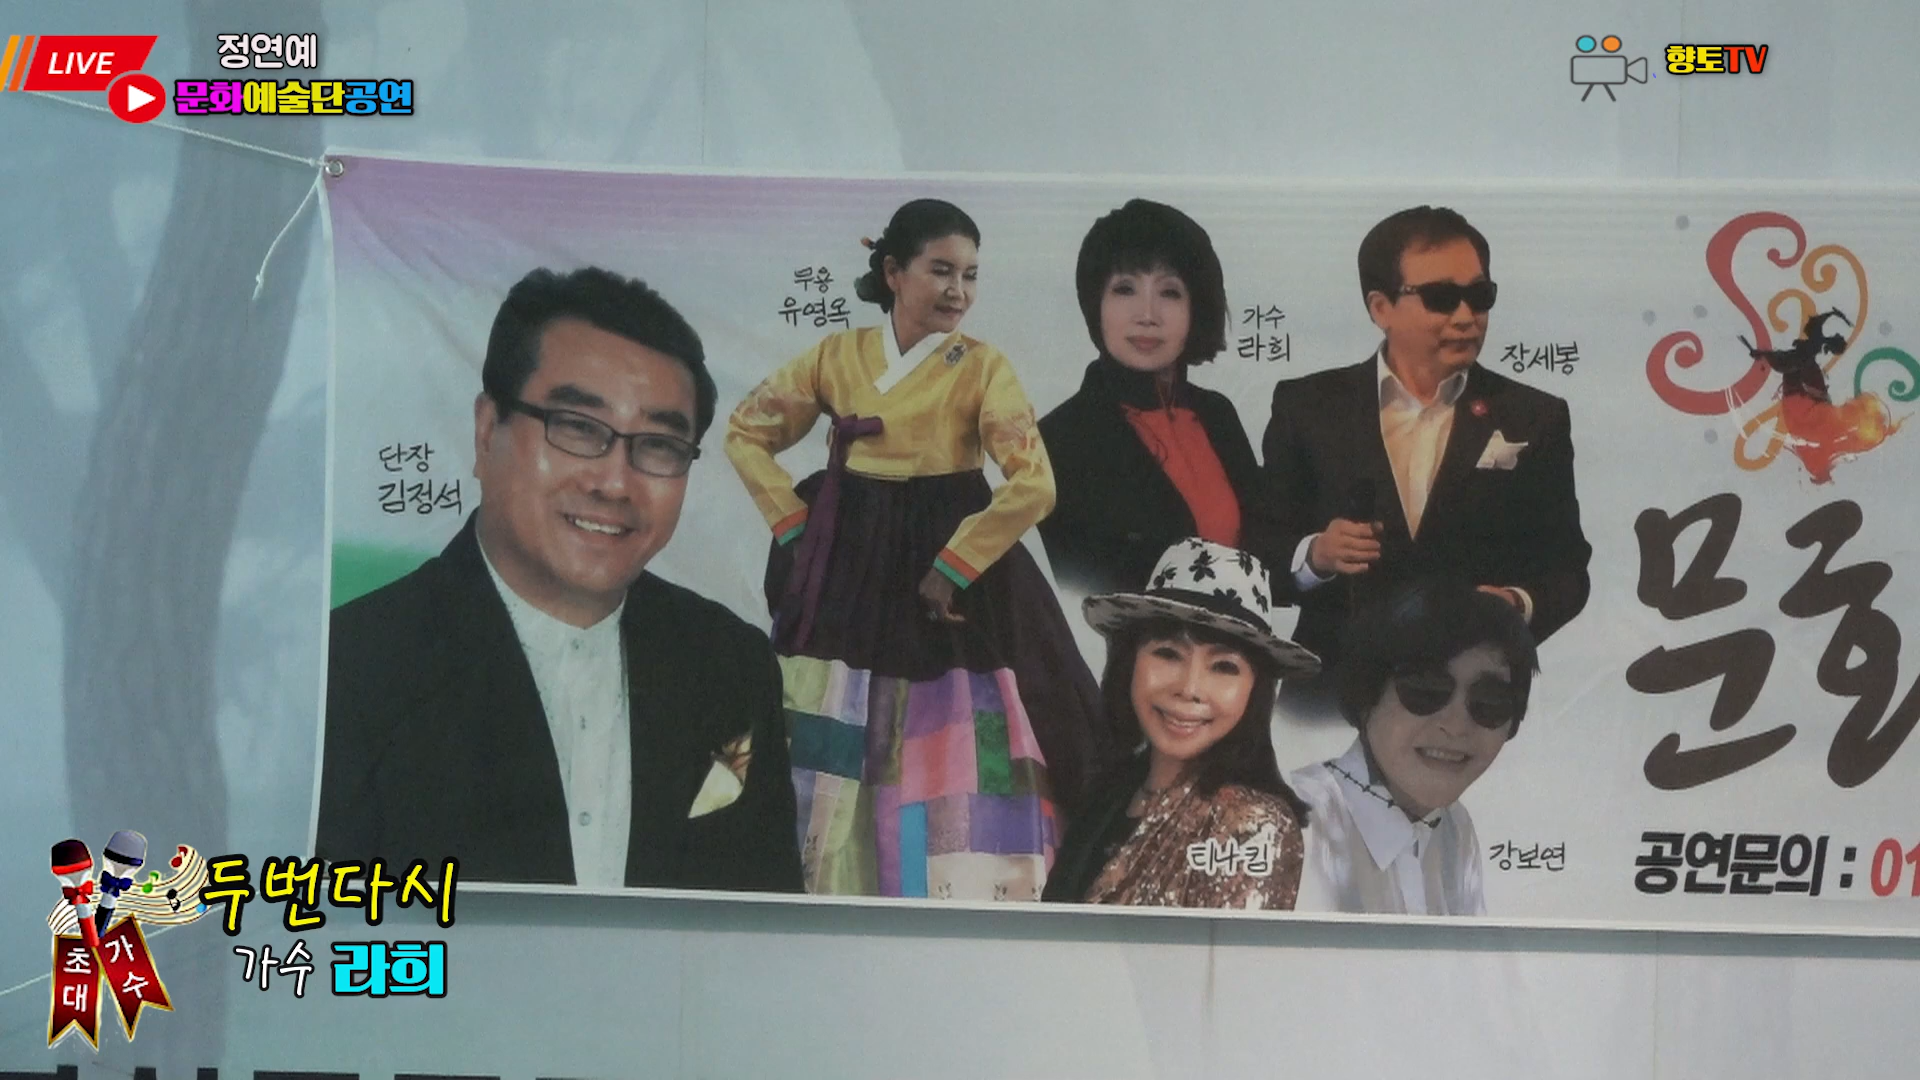 LIVE
정연예
문화예술단공연
향토TV
단장
김정석
무용
유영옥
가수
라희
장세봉
티나킴
강보연
문화
공연문의 : 01
두번다시
가수 라희
초대
가수